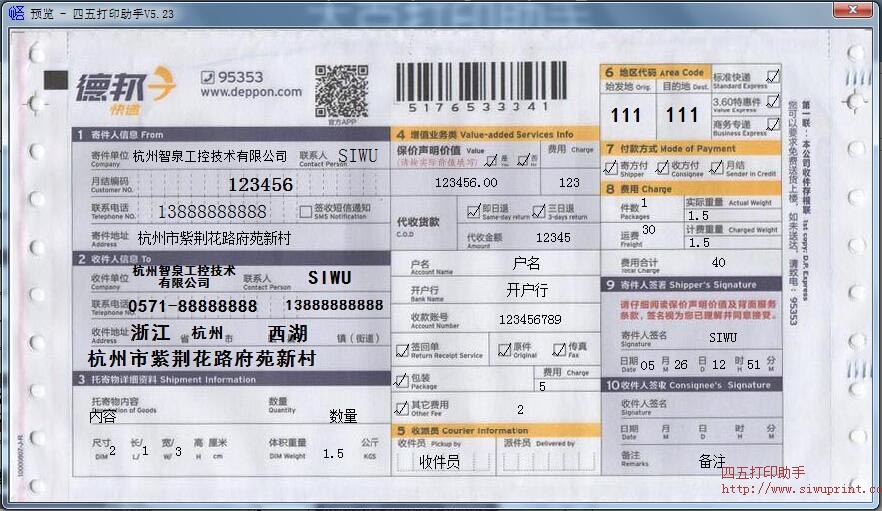 预览 - 四五打印助手V5.23
德邦
快递
95353
www.deppon.com
官方APP
5176533341
6 地区代码 Area Code
始发地 Orig. 目的地 Dest.
111 111
标准快递
Standard Express
3.60特惠件
Value Express
商务专递
Business Express
1 寄件人信息 From
寄件单位 杭州智泉工控技术有限公司 联系人 SIWU
Company Contact Person
月结编码 123456
Customer NO.
联系电话 13888888888 签收短信通知
Telephone NO. SMS Notification
寄件地址 杭州市紫荆花路府苑新村
Address
2 收件人信息 To
收件单位 杭州智泉工控技术
有限公司 联系人 SIWU
Company Contact Person
联系电话 0571-88888888 13888888888
Telephone NO.
收件地址 浙江 省 杭州 市 西湖 镇（街道）
杭州市紫荆花路府苑新村
3 托寄物详细资料 Shipment Information
托寄物内容 数量
Description of Goods Quantity
内容 数量
尺寸 2 长/ 1 宽/ 3 高 厘米 体积重量 1.5 公斤
DIM L/ W/ H cm DIM Weight KGS
4 增值业务类 Value-added Services Info
保价声明价值 Value 是 否 费用 Charge
(请按实际价值填写)
123456.00 123
代收货款
C.O.D
即日退 三日退
Same-day return 3-days return
代收金额 12345
Amount
户名 户名
Account Name
开户行 开户行
Bank Name
收款账号 123456789
Account Number
签回单 原件 传真
Return Receipt Service Original Fax
包装 费用 Charge
Package 5
其它费用 2
Other Fee
5 收派员 Courier Information
收件员 Pickup by 派件员 Delivered by
收件员
7 付款方式 Mode of Payment
寄方付 收方付 月结
Shipper Consignee Sender in Credit
8 费用 Charge
件数 1 实际重量 Actual Weight
Packages 1.5
运费 30 计费重量 Charged Weight
Freight 1.5
费用合计 40
Total Charge
9 寄件人签署 Shipper's Signature
请仔细阅读保价声明价值及背面服务
条款，签名视为您已理解并同意接受。
寄件人签名 SIWU
Signature
日期 05 月 26 日 12 时 51 分
Date M D H M
10 收件人签收 Consignee's Signature
收件人签名
Signature
日期 月 日 时 分
Date M D H M
备注 备注
Remarks
第一联：本公司收件存根联 1st copy: D.P. Express
您可以要求免费送货上楼，如未送达，请致电：95353
四五打印助手
http://www.siwuprint.co